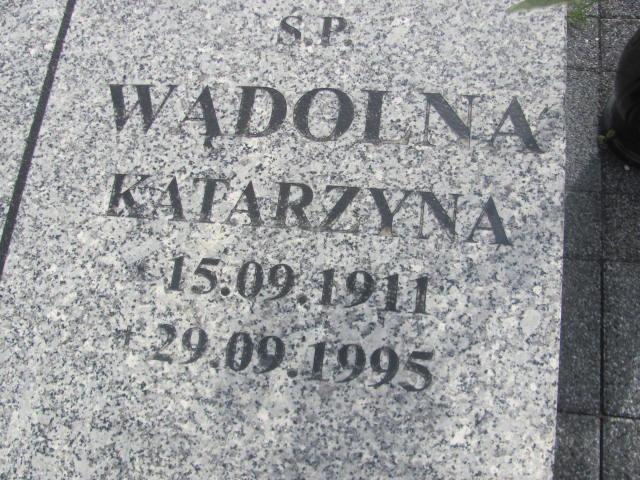 Ś.P.
WĄDOLNA
KATARZYNA
* 15.09.1911
+ 29.09.1995